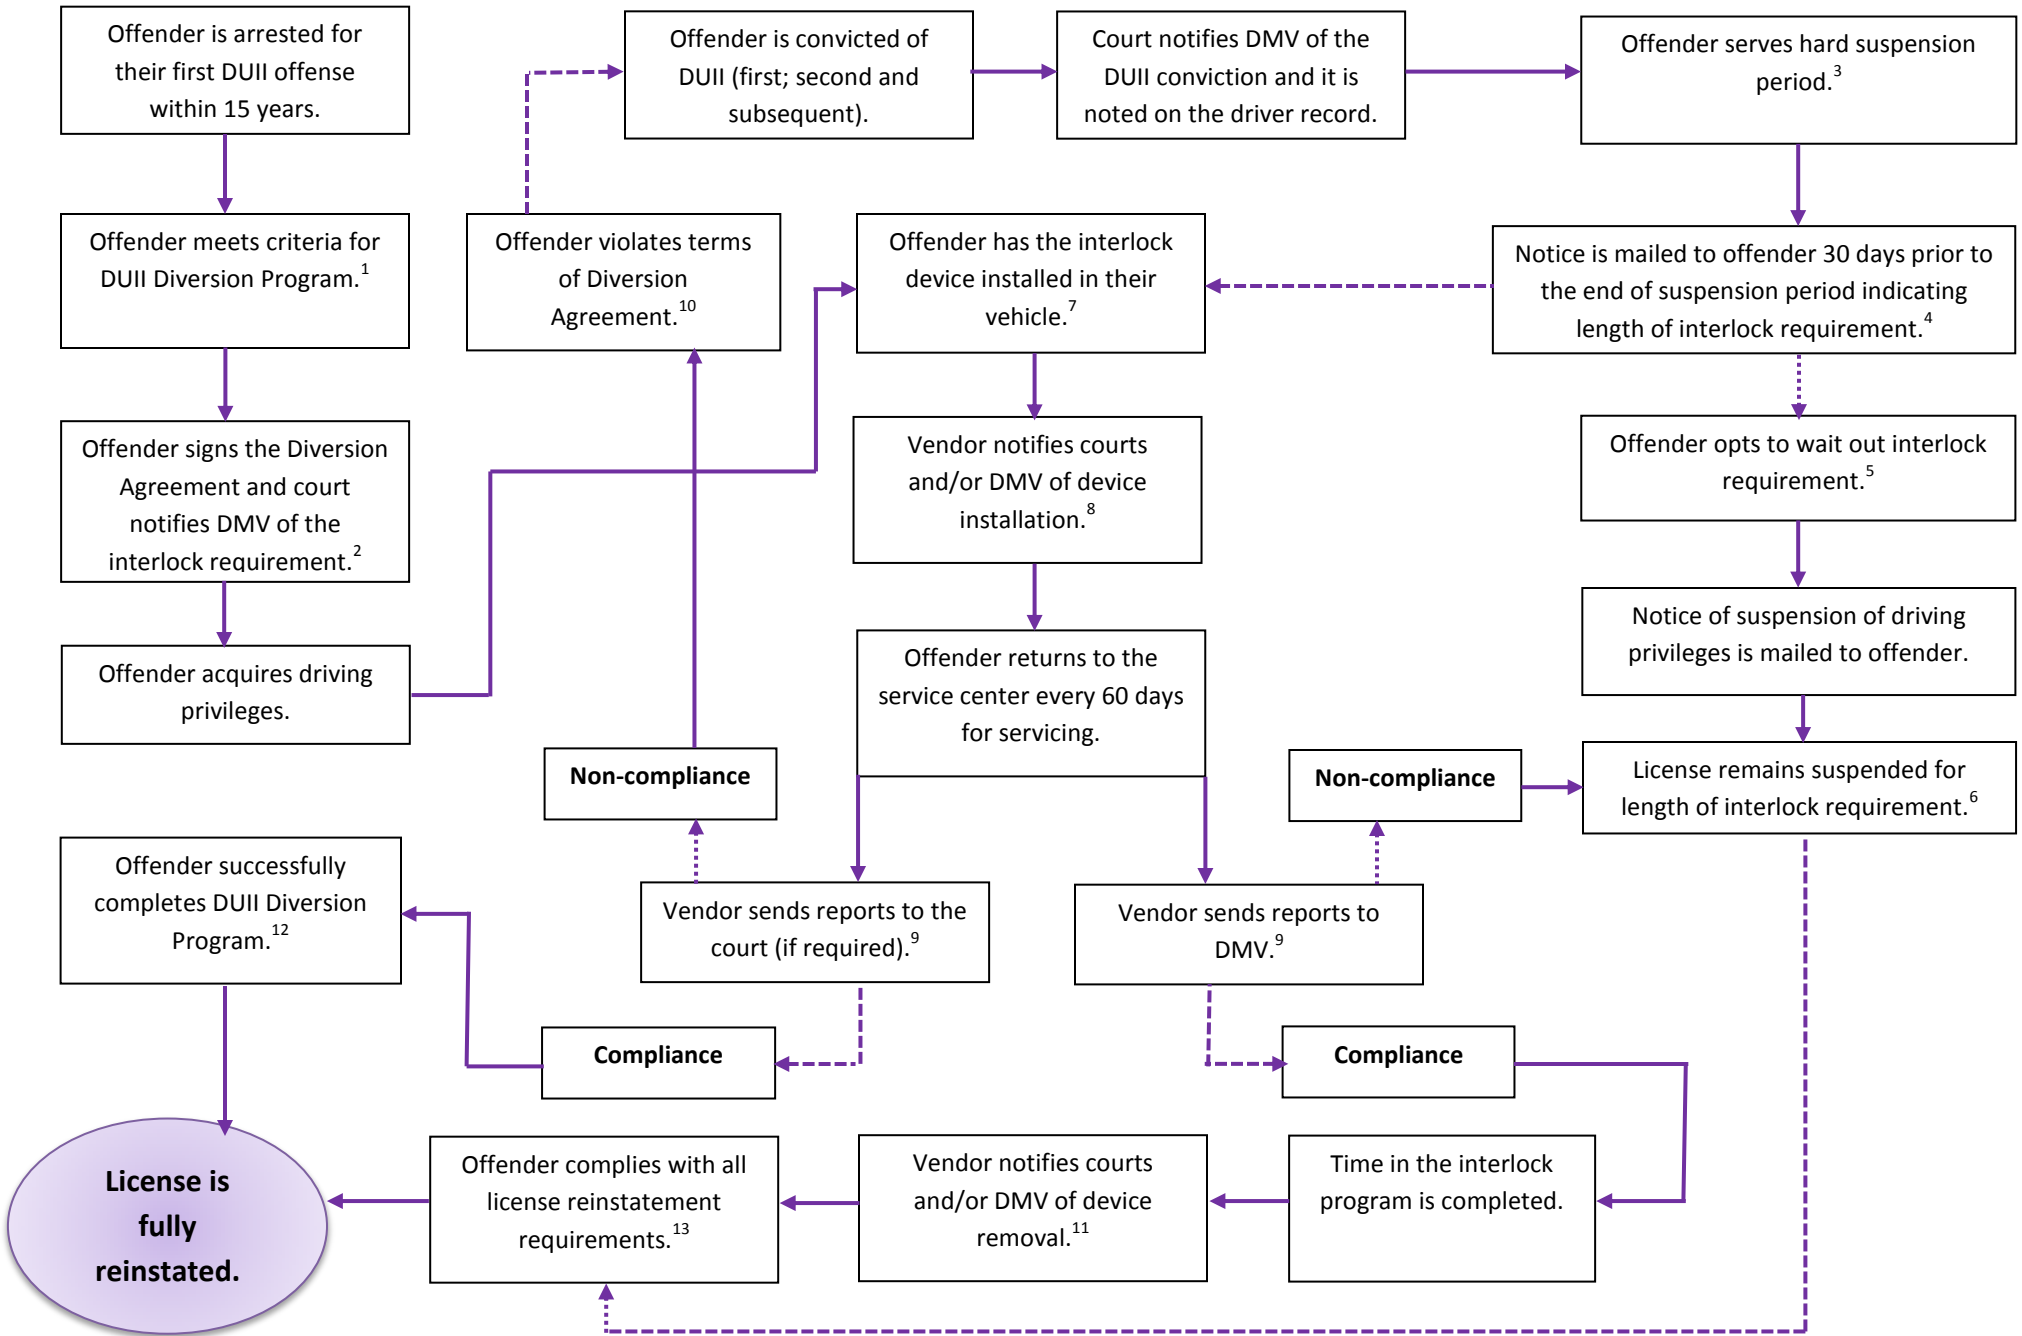 Offender is arrested for
their first DUII offense
within 15 years.
Offender is convicted of
DUII (first; second and
subsequent).
Court notifies DMV of the
DUII conviction and it is
noted on the driver record.
Offender serves hard suspension
period.3
Offender meets criteria for
DUII Diversion Program.1
Offender violates terms
of Diversion
Agreement.10
Offender has the interlock
device installed in their
vehicle.7
Notice is mailed to offender 30 days prior to
the end of suspension period indicating
length of interlock requirement.4
Offender signs the Diversion
Agreement and court
notifies DMV of the
interlock requirement.2
Vendor notifies courts
and/or DMV of device
installation.8
Offender opts to wait out interlock
requirement.5
Offender acquires driving
privileges.
Offender returns to the
service center every 60 days
for servicing.
Notice of suspension of driving
privileges is mailed to offender.
Non-compliance
Non-compliance
License remains suspended for
length of interlock requirement.6
Offender successfully
completes DUII Diversion
Program.12
Vendor sends reports to the
court (if required).9
Vendor sends reports to
DMV.9
Compliance
Compliance
License is
fully
reinstated.
Offender complies with all
license reinstatement
requirements.13
Vendor notifies courts
and/or DMV of device
removal.11
Time in the interlock
program is completed.